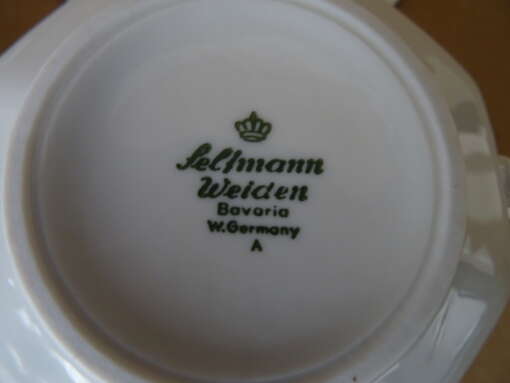 Seltmann
Weiden
Bavaria
W.Germany
A